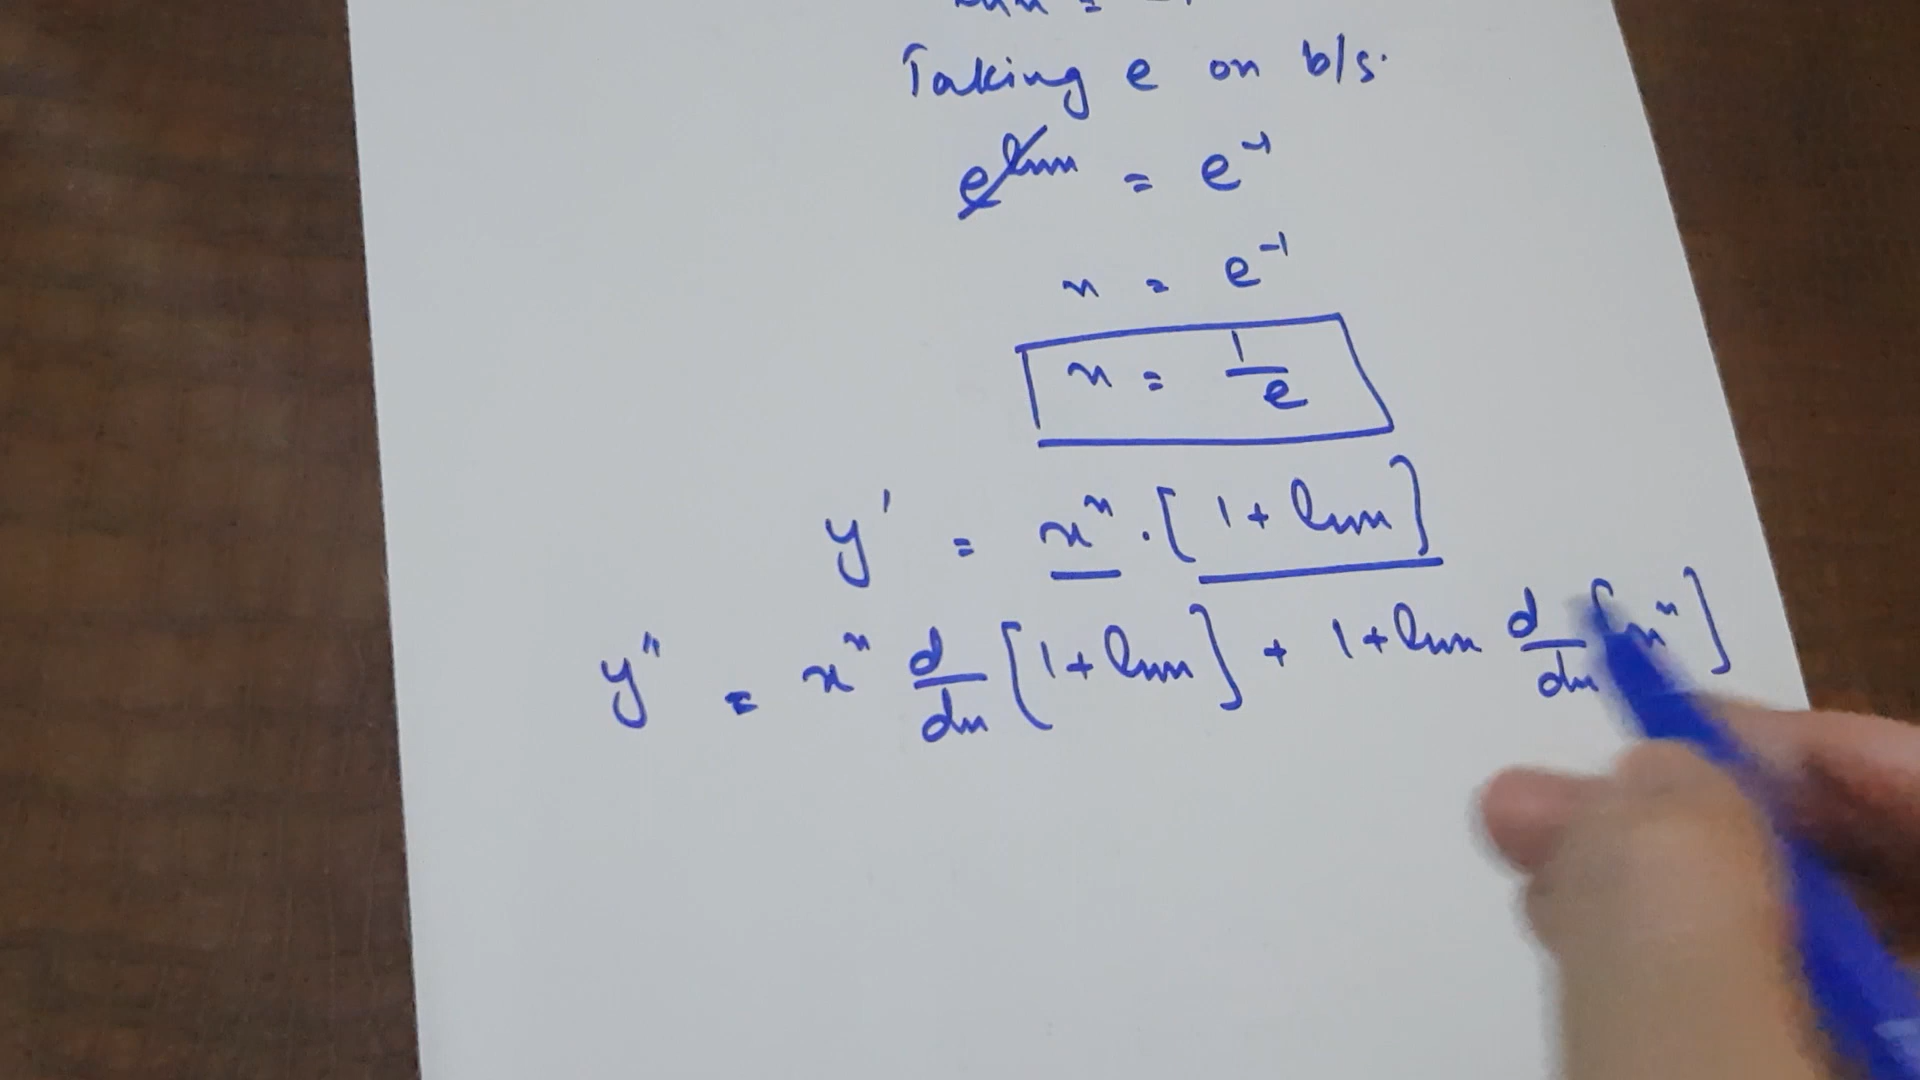 Taking e on b/s.
e^lnx = e^-1
x = e^-1
x = 1/e
y' = x^x . [1 + lnx]
y" = x^x d/dx [1 + lnx] + 1 + lnx d/dx [x^x]